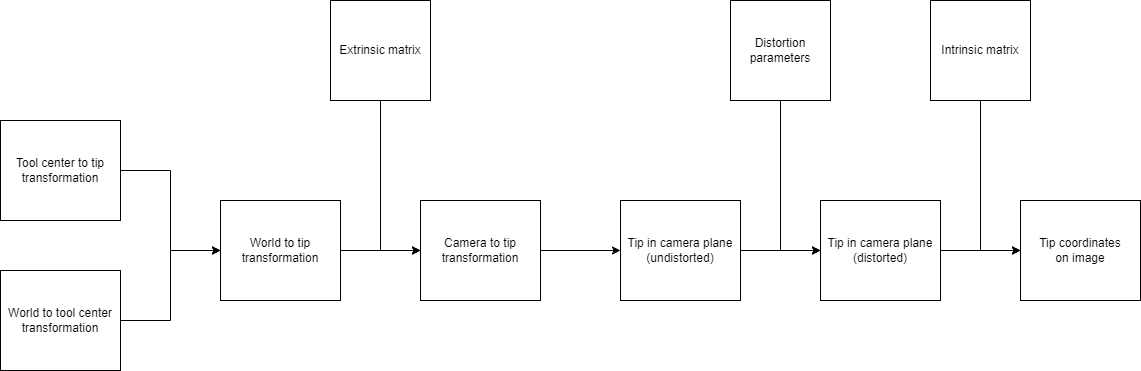 Extrinsic matrix
Distortion
parameters
Intrinsic matrix
Tool center to tip
transformation
World to tool center
transformation
World to tip
transformation
Camera to tip
transformation
Tip in camera plane
(undistorted)
Tip in camera plane
(distorted)
Tip coordinates
on image